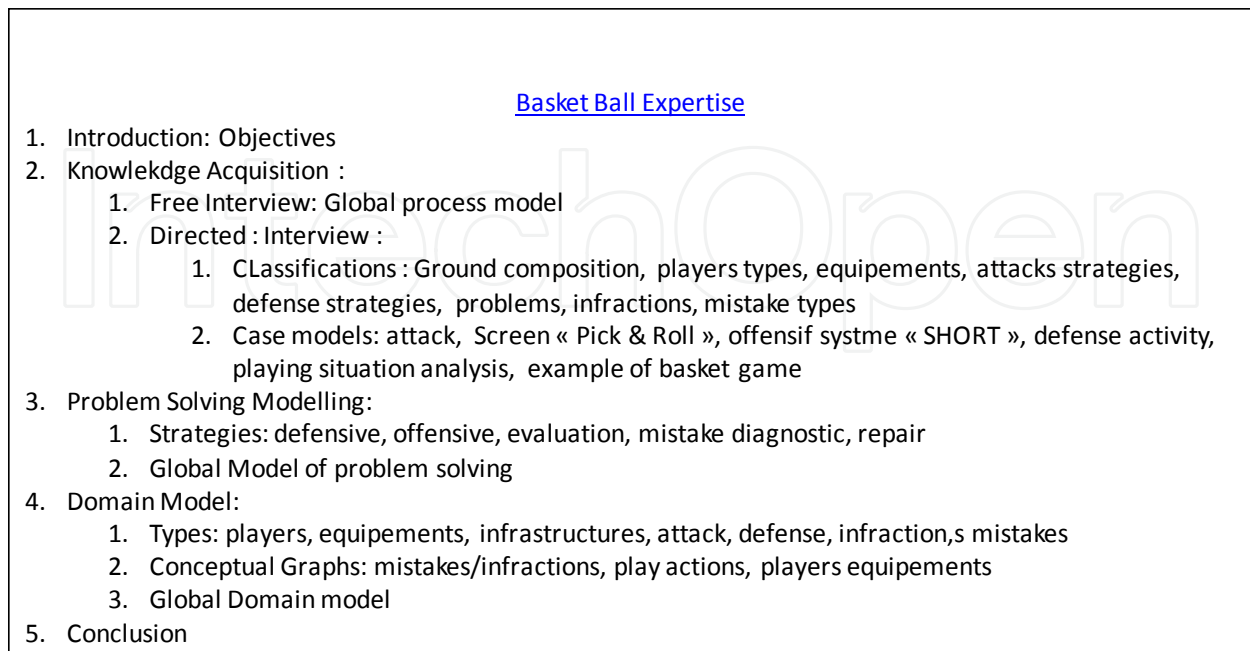 Basket Ball Expertise
1. Introduction: Objectives
2. Knowlekdge Acquisition :
1. Free Interview: Global process model
2. Directed : Interview :
1. CLassifications : Ground composition, players types, equipements, attacks strategies,
defense strategies, problems, infractions, mistake types
2. Case models: attack, Screen « Pick & Roll », offensif systme « SHORT », defense activity,
playing situation analysis, example of basket game
3. Problem Solving Modelling:
1. Strategies: defensive, offensive, evaluation, mistake diagnostic, repair
2. Global Model of problem solving
4. Domain Model:
1. Types: players, equipements, infrastructures, attack, defense, infraction,s mistakes
2. Conceptual Graphs: mistakes/infractions, play actions, players equipements
3. Global Domain model
5. Conclusion
IntechOpen